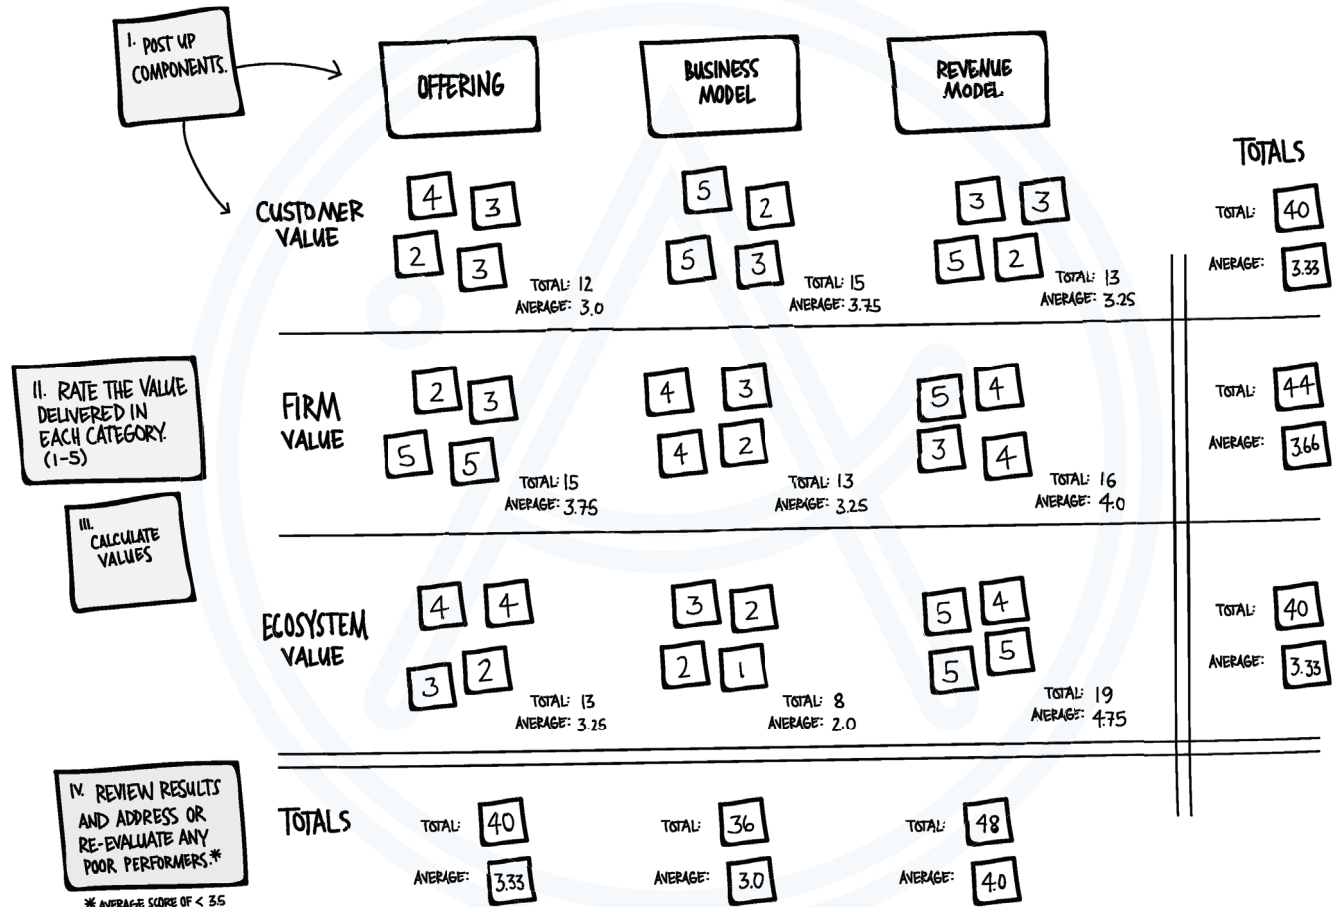 I. POST UP
COMPONENTS.
OFFERING
BUSINESS
MODEL
REVENUE
MODEL
TOTALS
CUSTOMER
VALUE
4
3
2
3
TOTAL: 12
AVERAGE: 3.0
5
2
5
3
TOTAL: 15
AVERAGE: 3.75
3
3
5
2
TOTAL: 13
AVERAGE: 3.25
TOTAL: 40
AVERAGE: 3.33
II. RATE THE VALUE
DELIVERED IN
EACH CATEGORY.
(1-5)
FIRM
VALUE
2
3
5
5
TOTAL: 15
AVERAGE: 3.75
4
3
4
2
TOTAL: 13
AVERAGE: 3.25
5
4
3
4
TOTAL: 16
AVERAGE: 4.0
TOTAL: 44
AVERAGE: 3.66
III.
CALCULATE
VALUES
ECOSYSTEM
VALUE
4
4
3
2
TOTAL: 13
AVERAGE: 3.25
3
2
2
1
TOTAL: 8
AVERAGE: 2.0
5
4
5
5
TOTAL: 19
AVERAGE: 4.75
TOTAL: 40
AVERAGE: 3.33
IV. REVIEW RESULTS
AND ADDRESS OR
RE-EVALUATE ANY
POOR PERFORMERS.*
* AVERAGE SCORE OF < 3.5
TOTALS
TOTAL: 40
AVERAGE: 3.33
TOTAL: 36
AVERAGE: 3.0
TOTAL: 48
AVERAGE: 4.0